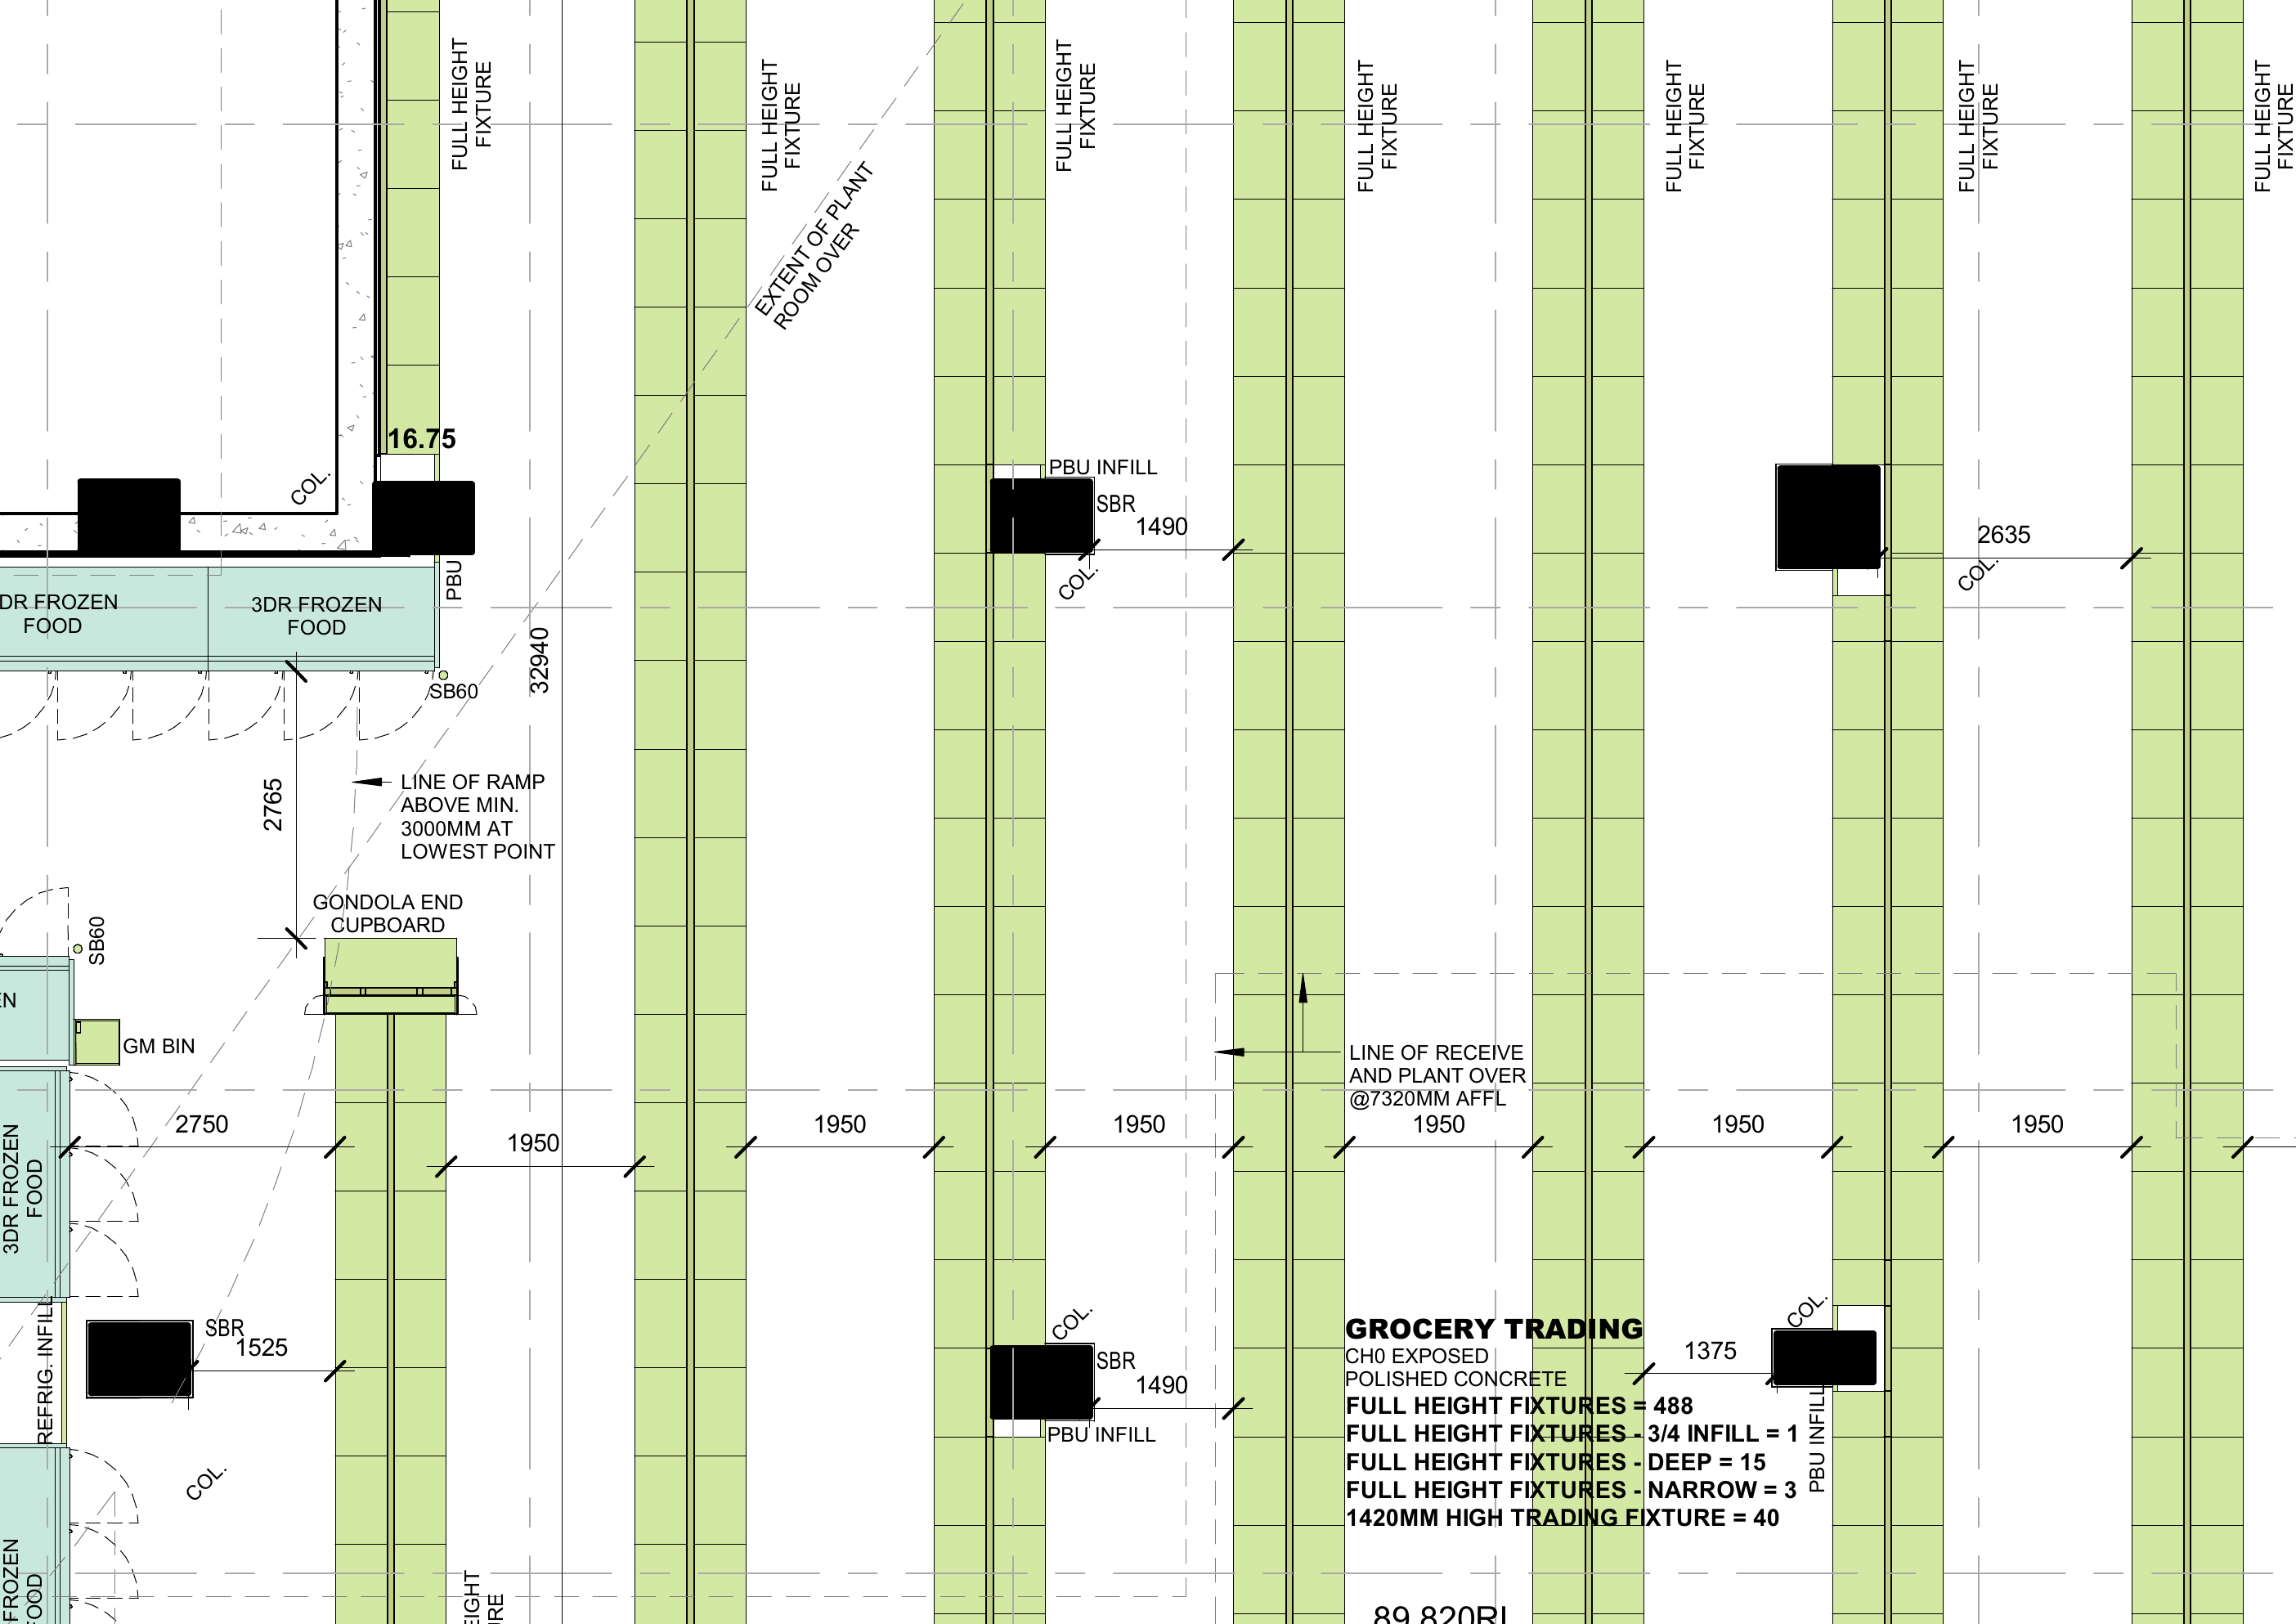 FULL HEIGHT
FIXTURE
FULL HEIGHT
FIXTURE
FULL HEIGHT
FIXTURE
FULL HEIGHT
FIXTURE
FULL HEIGHT
FIXTURE
FULL HEIGHT
FIXTURE
FULL HEIGHT
FIXTURE
EXTENT OF PLANT
ROOM OVER
16.75
COL.
PBU INFILL
SBR
1490
COL.
2635
COL.
PBU
DR FROZEN
FOOD
3DR FROZEN
FOOD
SB60
32940
2765
LINE OF RAMP
ABOVE MIN.
3000MM AT
LOWEST POINT
GONDOLA END
CUPBOARD
SB60
EN
GM BIN
LINE OF RECEIVE
AND PLANT OVER
@7320MM AFFL
2750
1950
1950
1950
1950
1950
1950
3DR FROZEN
FOOD
REFRIG. INFILL
SBR
1525
COL.
COL.
SBR
1490
PBU INFILL
GROCERY TRADING
CH0 EXPOSED
POLISHED CONCRETE
FULL HEIGHT FIXTURES = 488
FULL HEIGHT FIXTURES - 3/4 INFILL = 1
FULL HEIGHT FIXTURES - DEEP = 15
FULL HEIGHT FIXTURES - NARROW = 3
1420MM HIGH TRADING FIXTURE = 40
1375
COL.
PBU INFILL
FROZEN
FOOD
EIGHT
URE
89.820RL